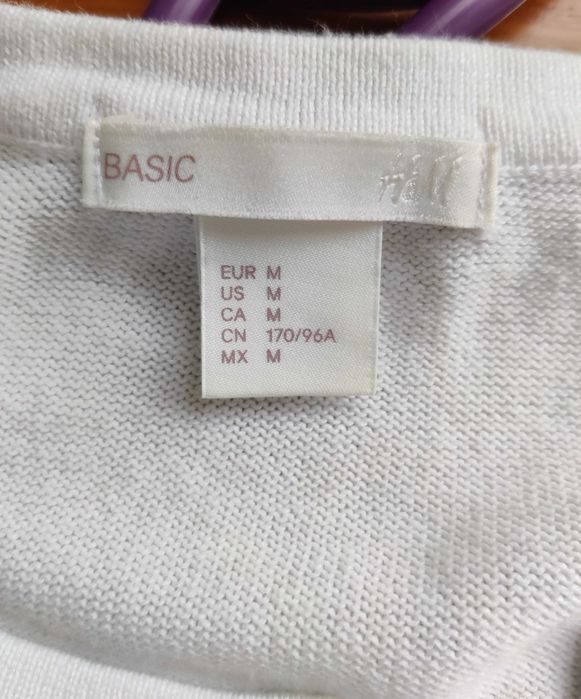 BASIC H&M
EUR M
US M
CA M
CN 170/96A
MX M